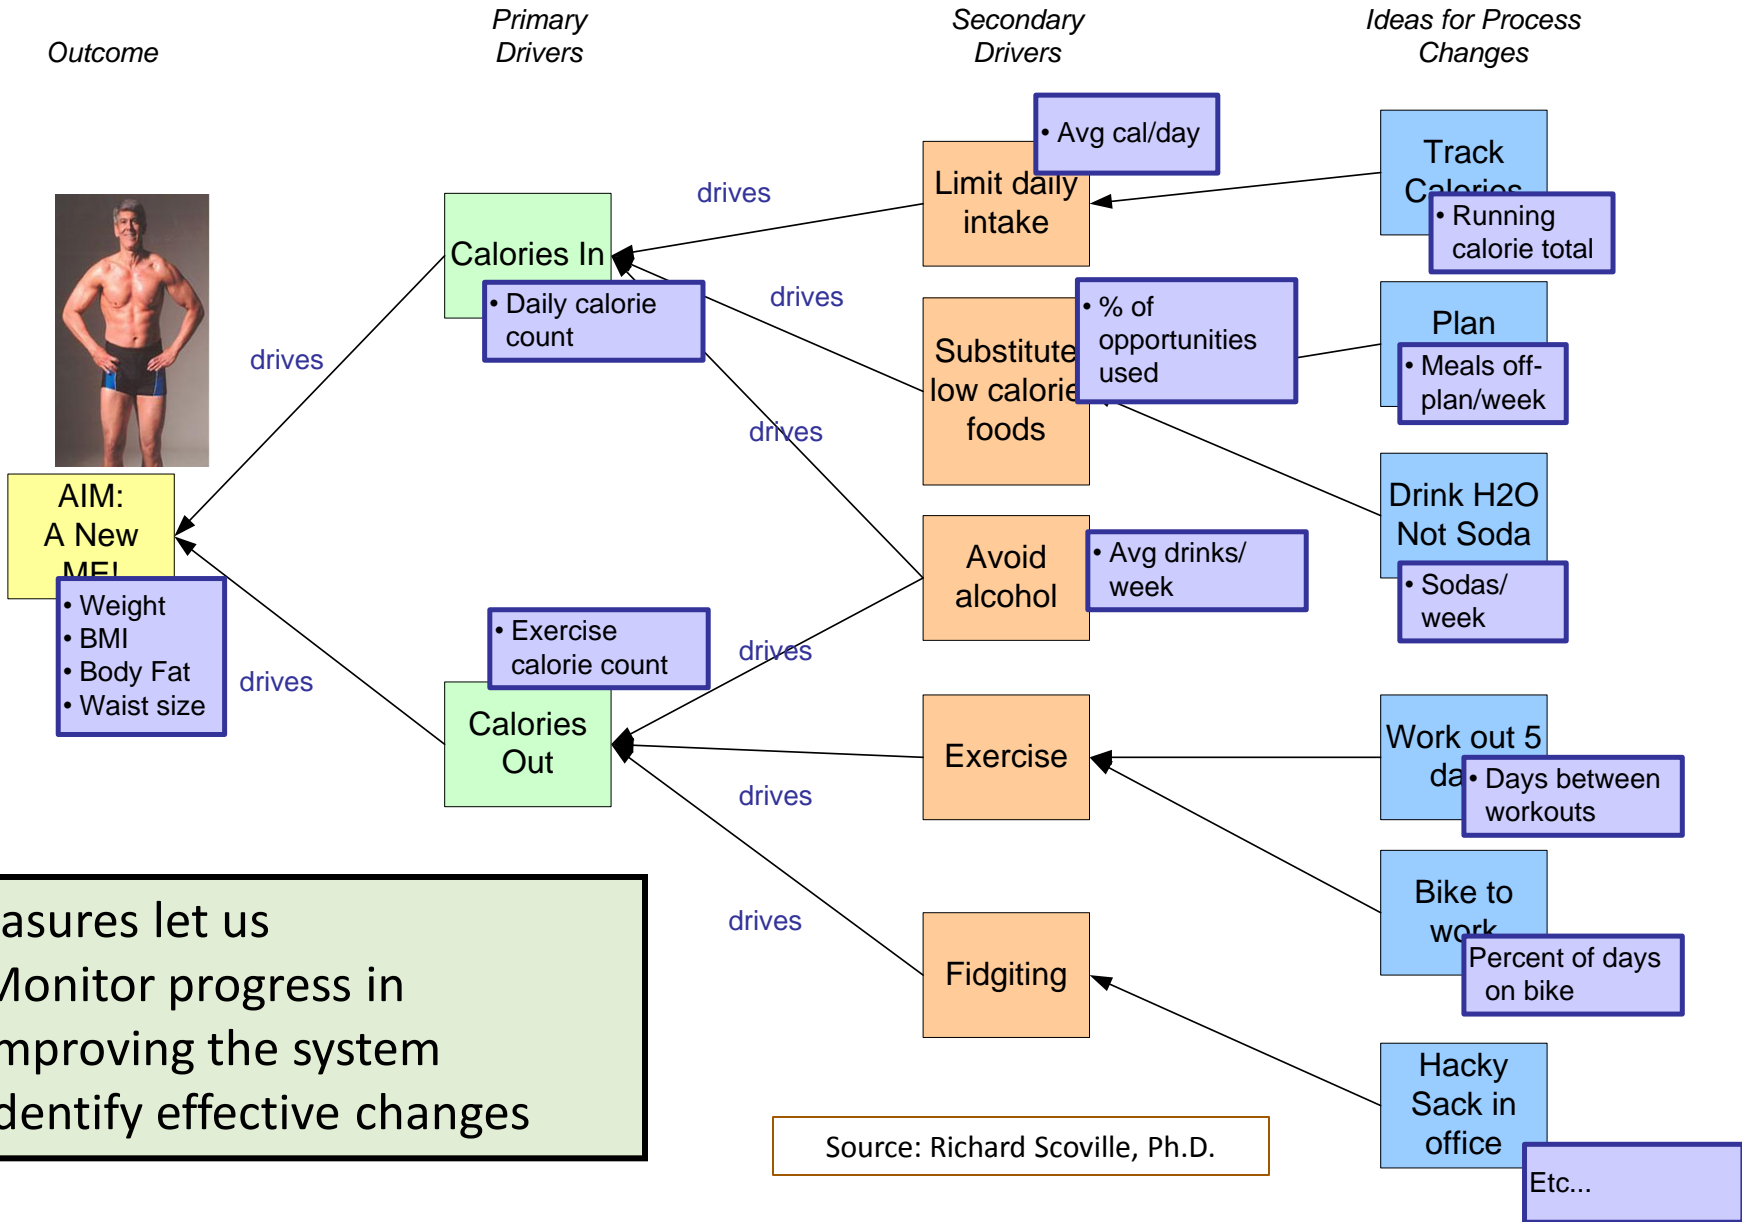 Outcome
Primary
Drivers
Secondary
Drivers
Ideas for Process
Changes
AIM:
A New
ME!
• Weight
• BMI
• Body Fat
• Waist size
drives
drives
Calories In
• Daily calorie
count
• Exercise
calorie count
Calories
Out
drives
drives
drives
drives
drives
drives
Limit daily
intake
• Avg cal/day
Substitute
low calorie
foods
• % of
opportunities
used
Avoid
alcohol
• Avg drinks/
week
Exercise
Fidgiting
Track
Calories
• Running
calorie total
Plan
• Meals off-
plan/week
Drink H2O
Not Soda
• Sodas/
week
Work out 5
da
• Days between
workouts
Bike to
work
Percent of days
on bike
Hacky
Sack in
office
Etc...
asures let us
Monitor progress in
mproving the system
dentify effective changes
Source: Richard Scoville, Ph.D.